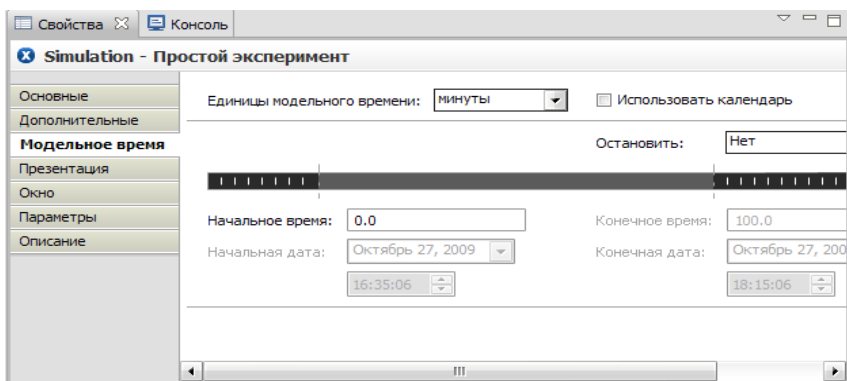 Свойства Консоль
Simulation - Простой эксперимент
Основные
Дополнительные
Модельное время
Презентация
Окно
Параметры
Описание
Единицы модельного времени: минуты Использовать календарь
Остановить: Нет
Начальное время: 0.0 Конечное время: 100.0
Начальная дата: Октябрь 27, 2009 Конечная дата: Октябрь 27, 200
16:35:06 18:15:06